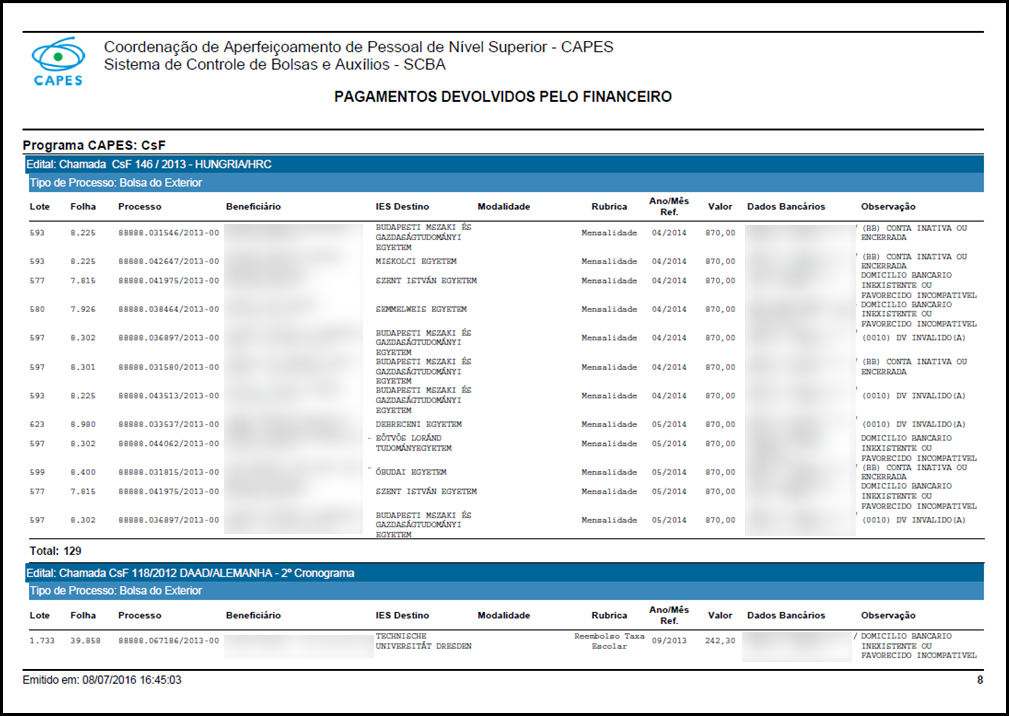 CAPES
Coordenação de Aperfeiçoamento de Pessoal de Nível Superior - CAPES
Sistema de Controle de Bolsas e Auxílios - SCBA
PAGAMENTOS DEVOLVIDOS PELO FINANCEIRO
Programa CAPES: CsF
Edital: Chamada CsF 146 / 2013 - HUNGRIA/HRC
Tipo de Processo: Bolsa do Exterior
Lote Folha Processo Beneficiário IES Destino Modalidade Rubrica Ano/Mês Ref. Valor Dados Bancários Observação
593 8.225 88888.031546/2013-00 BUDAPESTI MSZAKI ÉS GAZDASÁGTUDOMÁNYI EGYETEM Mensalidade 04/2014 870,00 / (BB) CONTA INATIVA OU ENCERRADA
593 8.225 88888.042647/2013-00 MISKOLCI EGYETEM Mensalidade 04/2014 870,00 / (BB) CONTA INATIVA OU ENCERRADA
577 7.815 88888.041975/2013-00 SZENT ISTVÁN EGYETEM Mensalidade 04/2014 870,00 DOMICILIO BANCARIO INEXISTENTE OU FAVORECIDO INCOMPATIVEL
580 7.926 88888.038464/2013-00 SEMMELWEIS EGYETEM Mensalidade 04/2014 870,00 DOMICILIO BANCARIO INEXISTENTE OU FAVORECIDO INCOMPATIVEL
597 8.302 88888.036897/2013-00 BUDAPESTI MSZAKI ÉS GAZDASÁGTUDOMÁNYI EGYETEM Mensalidade 04/2014 870,00 / (0010) DV INVALIDO(A)
597 8.301 88888.031580/2013-00 BUDAPESTI MSZAKI ÉS GAZDASÁGTUDOMÁNYI EGYETEM Mensalidade 04/2014 870,00 / (BB) CONTA INATIVA OU ENCERRADA
593 8.225 88888.043513/2013-00 BUDAPESTI MSZAKI ÉS GAZDASÁGTUDOMÁNYI EGYETEM Mensalidade 04/2014 870,00 / (0010) DV INVALIDO(A)
623 8.980 88888.033537/2013-00 DEBRECENI EGYETEM Mensalidade 05/2014 870,00 / (0010) DV INVALIDO(A)
597 8.302 88888.044062/2013-00 EÖTVÖS LORÁND TUDOMÁNYEGYETEM Mensalidade 05/2014 870,00 DOMICILIO BANCARIO INEXISTENTE OU FAVORECIDO INCOMPATIVEL
599 8.400 88888.031815/2013-00 ÓBUDAI EGYETEM Mensalidade 05/2014 870,00 / (BB) CONTA INATIVA OU ENCERRADA
577 7.815 88888.041975/2013-00 SZENT ISTVÁN EGYETEM Mensalidade 05/2014 870,00 DOMICILIO BANCARIO INEXISTENTE OU FAVORECIDO INCOMPATIVEL
597 8.302 88888.036897/2013-00 BUDAPESTI MSZAKI ÉS GAZDASÁGTUDOMÁNYI EGYETEM Mensalidade 05/2014 870,00 / (0010) DV INVALIDO(A)
Total: 129
Edital: Chamada CsF 118/2012 DAAD/ALEMANHA - 2º Cronograma
Tipo de Processo: Bolsa do Exterior
Lote Folha Processo Beneficiário IES Destino Modalidade Rubrica Ano/Mês Ref. Valor Dados Bancários Observação
1.733 39.858 88888.067186/2013-00 TECHNISCHE UNIVERSITÄT DRESDEN Reembolso Taxa Escolar 09/2013 242,30 / DOMICILIO BANCARIO INEXISTENTE OU FAVORECIDO INCOMPATIVEL
Emitido em: 08/07/2016 16:45:03 8